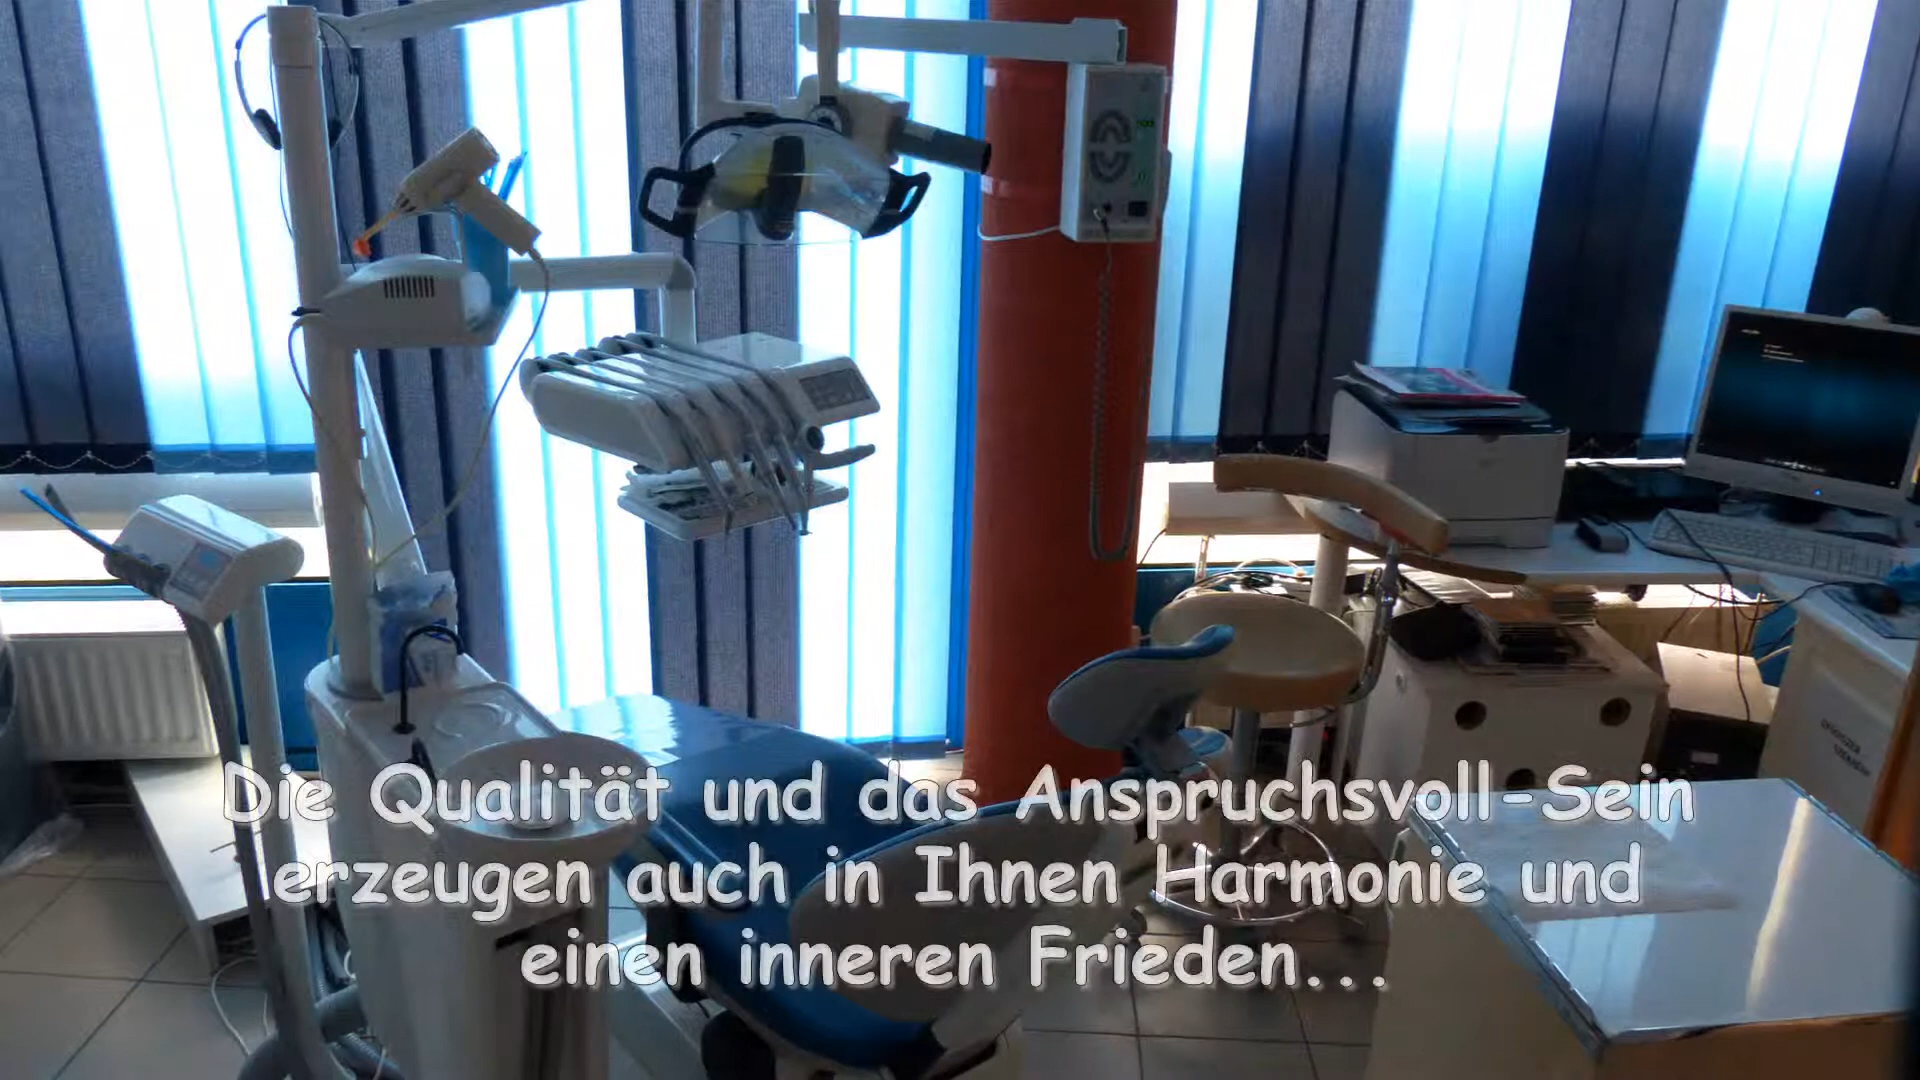 Die Qualität und das Anspruchsvoll-Sein
erzeugen auch in Ihnen Harmonie und
einen inneren Frieden...